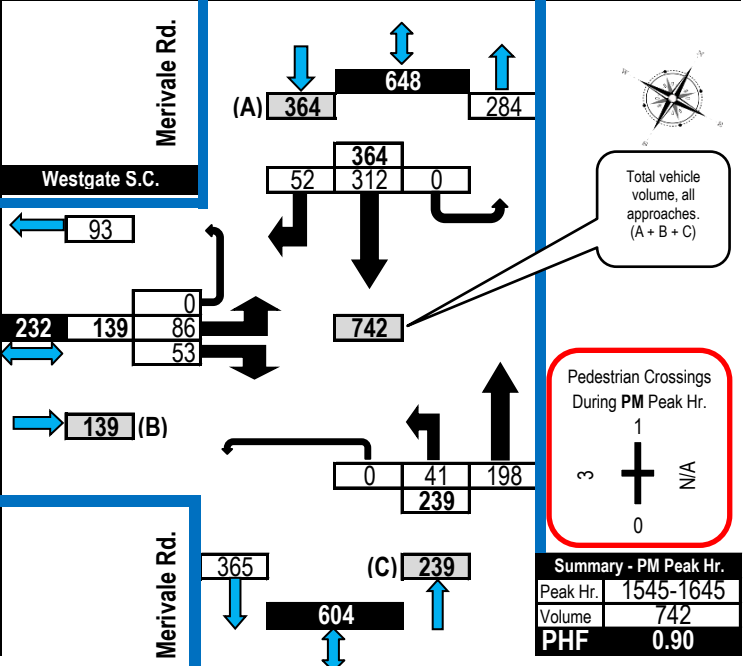 Merivale Rd.
648
(A) 364
284
364
52 312 0
Westgate S.C.
Total vehicle
volume, all
approaches.
(A + B + C)
93
0
232 139 86
53
742
139 (B)
Pedestrian Crossings
During PM Peak Hr.
1
3
N/A
0
0 41 198
239
Merivale Rd.
365
(C) 239
604
Summary - PM Peak Hr.
Peak Hr. 1545-1645
Volume 742
PHF 0.90